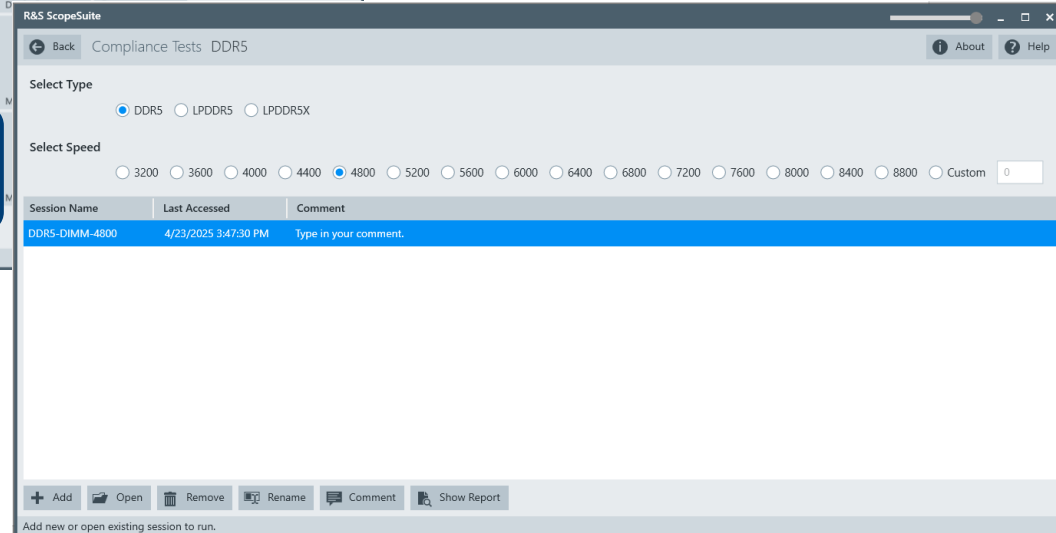 R&S ScopeSuite
Back Compliance Tests DDR5 About Help
Select Type
DDR5 LPDDR5 LPDDR5X
Select Speed
3200 3600 4000 4400 4800 5200 5600 6000 6400 6800 7200 7600 8000 8400 8800 Custom 0
Session Name Last Accessed Comment
DDR5-DIMM-4800 4/23/2025 3:47:30 PM Type in your comment.
Add Open Remove Rename Comment Show Report
Add new or open existing session to run.